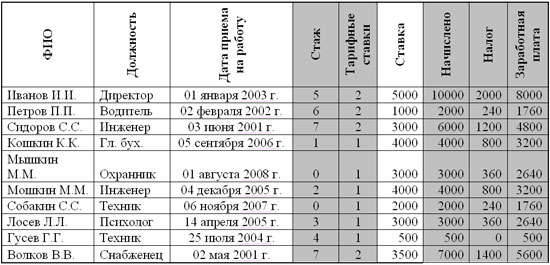 ФИО Должность Дата приема на работу Стаж Тарифные ставки Ставка Начислено Налог Заработная плата
Иванов И.И. Директор 01 января 2003 г. 5 2 5000 10000 2000 8000
Петров П.П. Водитель 02 февраля 2002 г. 6 2 1000 2000 240 1760
Сидоров С.С. Инженер 03 июня 2001 г. 7 2 3000 6000 1200 4800
Кошкин К.К. Гл. бух. 05 сентября 2006 г. 1 1 4000 4000 800 3200
Мышкин
М.М. Охранник 01 августа 2008 г. 0 1 3000 3000 360 2640
Мошкин М.М. Инженер 04 декабря 2005 г. 2 1 4000 4000 800 3200
Собакин С.С. Техник 06 ноября 2007 г. 0 1 2000 2000 240 1760
Лосев Л.Л. Психолог 14 апреля 2005 г. 3 1 3000 3000 360 2640
Гусев Г.Г. Техник 25 июля 2004 г. 4 1 500 500 0 500
Волков В.В. Снабженец 02 мая 2001 г. 7 2 3500 7000 1400 5600